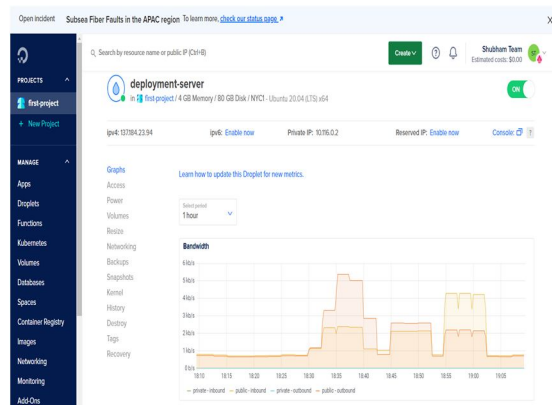 Open incident Subsea Fiber Faults in the APAC region To learn more, check our status page
Search by resource name or public IP (Ctrl+B)
Create
Shubham Team
Estimated costs: $0.00
PROJECTS
first-project
+ New Project
MANAGE
Apps
Droplets
Functions
Kubernetes
Volumes
Databases
Spaces
Container Registry
Images
Networking
Monitoring
Add-Ons
deployment-server
in first-project / 4 GB Memory / 80 GB Disk / NYC1 - Ubuntu 20.04 (LTS) x64
ON
ipv4: 137.184.23.94 ipv6: Enable now Private IP: 10.116.0.2 Reserved IP: Enable now Console:
Graphs
Access
Power
Volumes
Resize
Networking
Backups
Snapshots
Kernel
History
Destroy
Tags
Recovery
Learn how to update this Droplet for new metrics.
Select period
1 hour
Bandwidth
6 kb/s
5 kb/s
4 kb/s
3 kb/s
2 kb/s
1 kb/s
0 b/s
18:10 18:15 18:20 18:25 18:30 18:35 18:40 18:45 18:50 18:55 19:00 19:05
private - inbound public - inbound private - outbound public - outbound